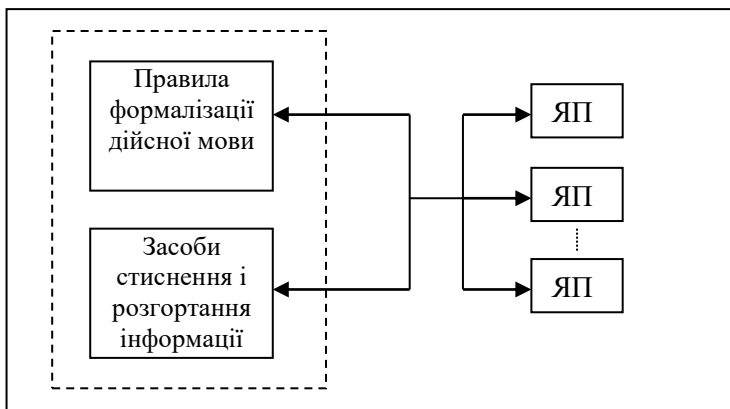 Правила
формалізації
дійсної мови
Засоби
стиснення і
розгортання
інформації
ЯП
ЯП
ЯП